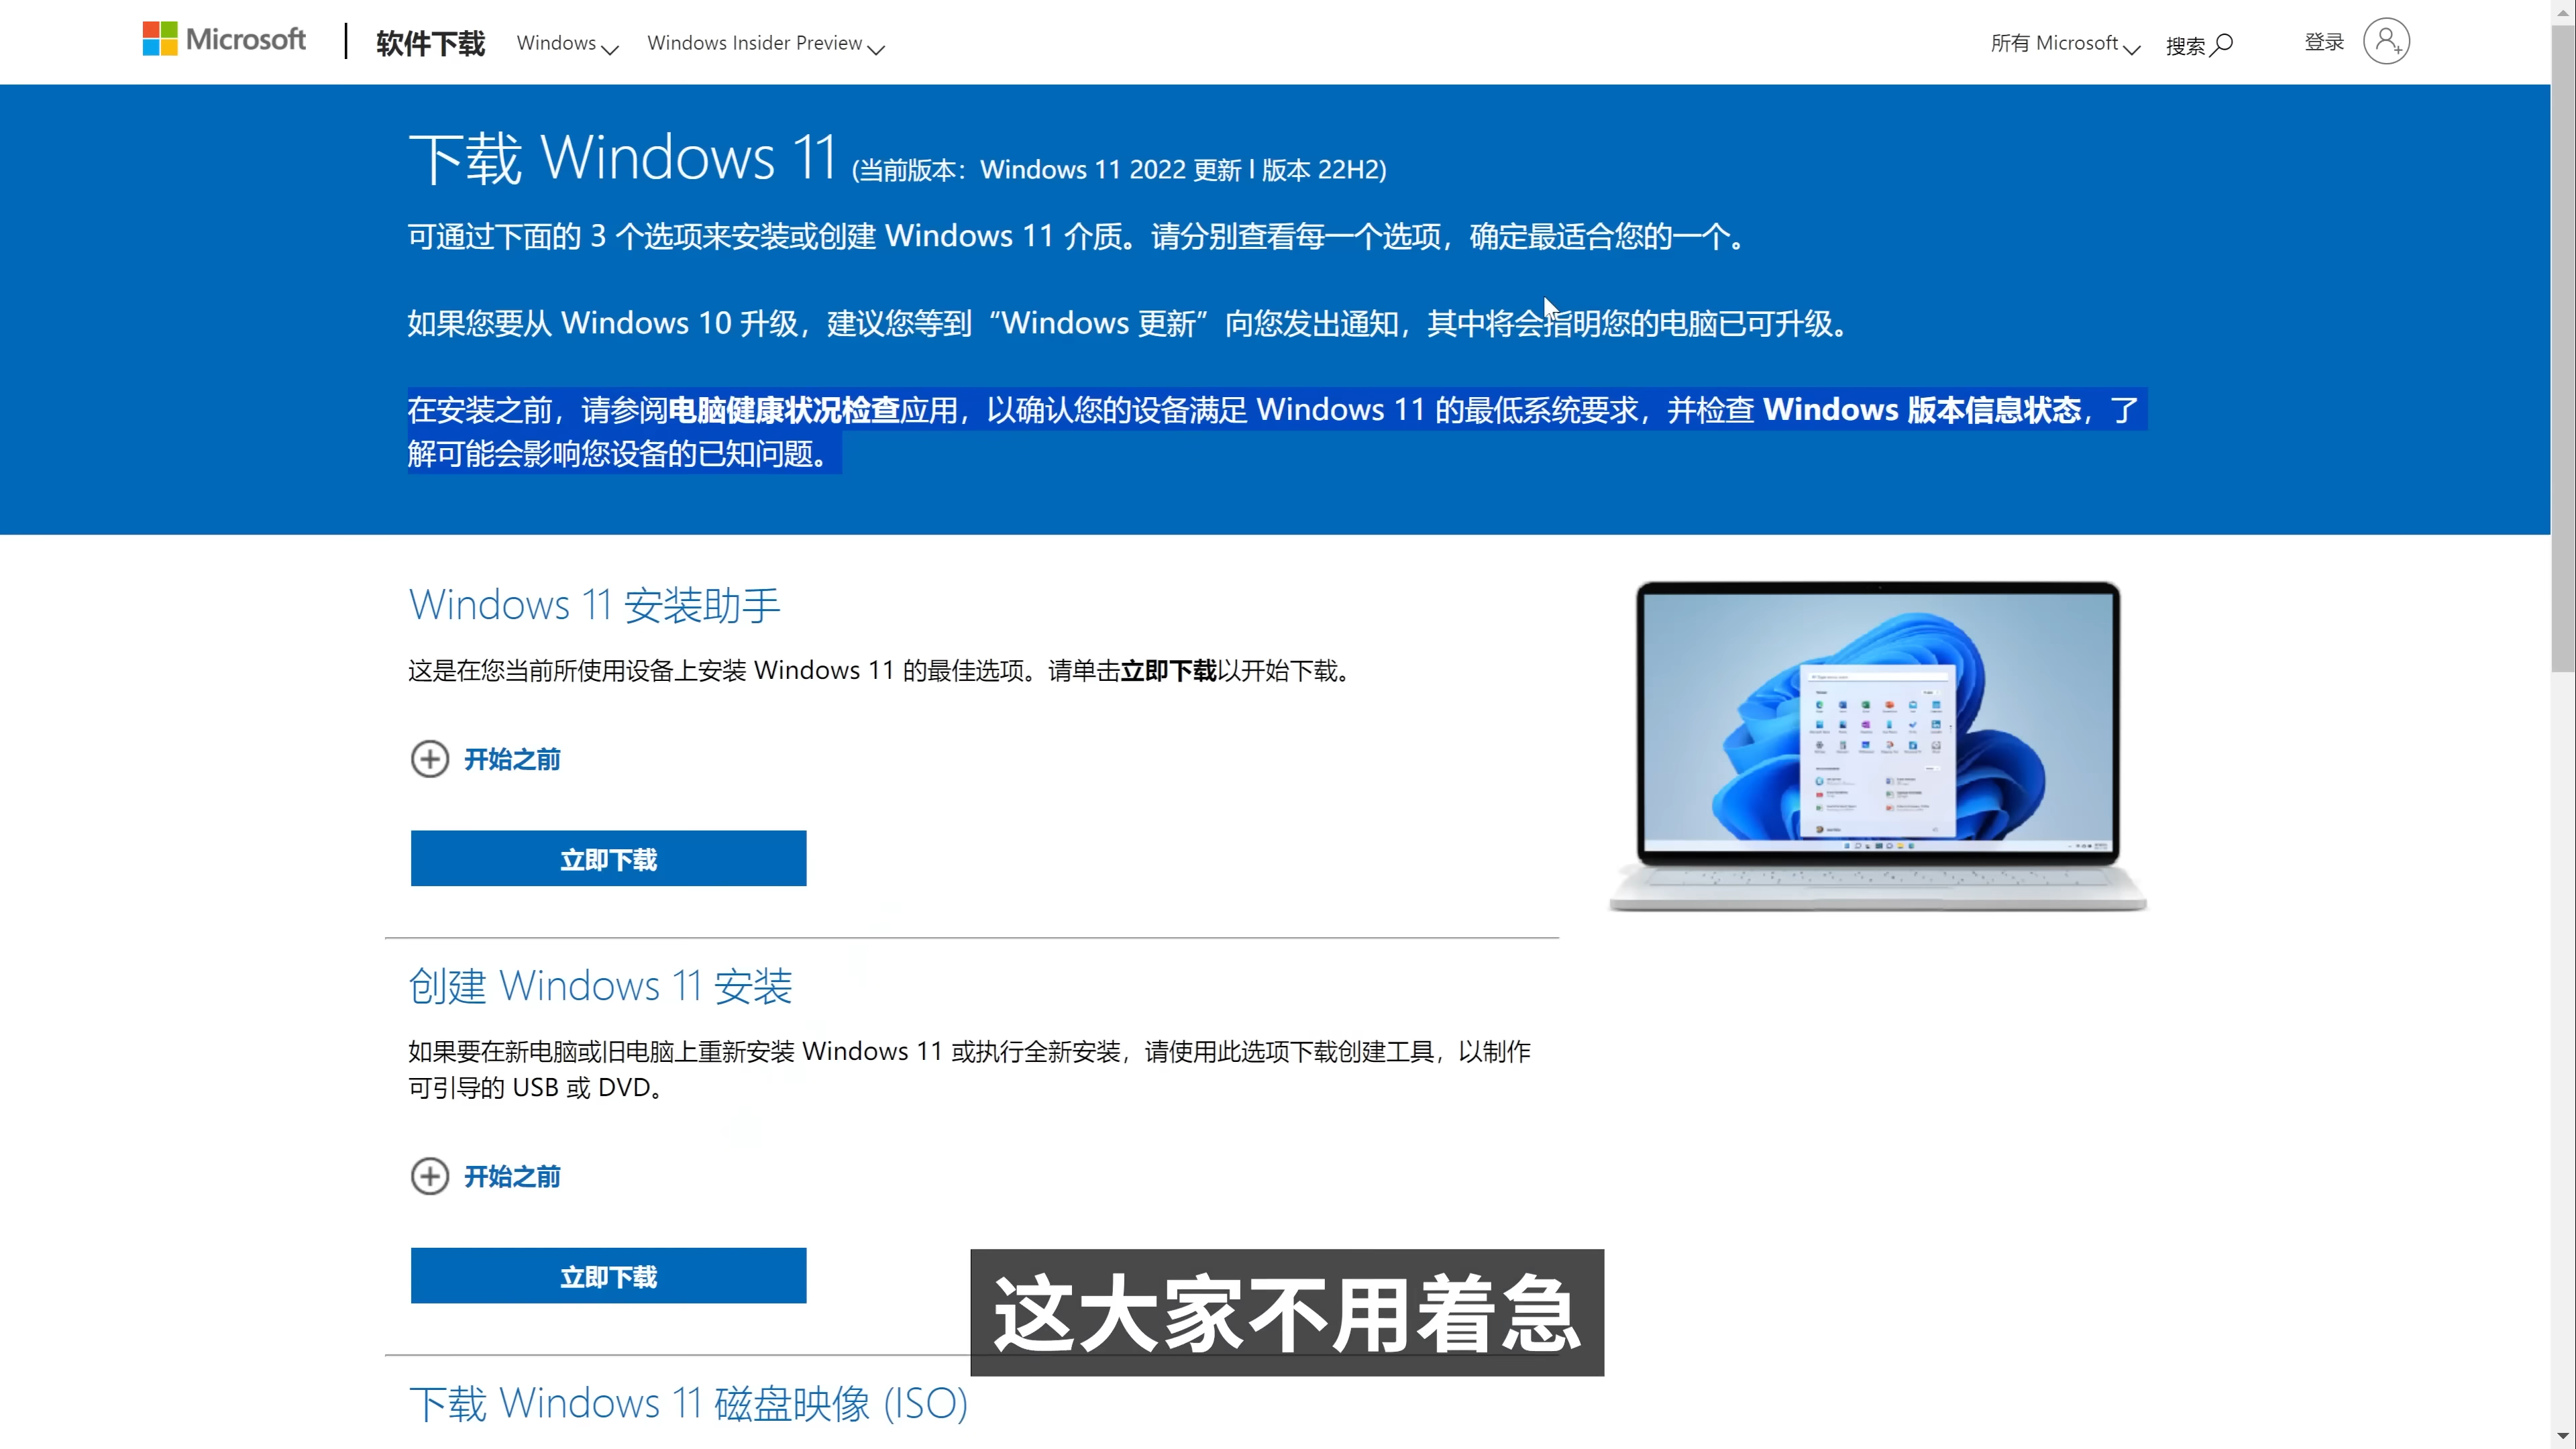 Microsoft
软件下载
Windows
Windows Insider Preview
所有 Microsoft
搜索
登录
下载 Windows 11 (当前版本：Windows 11 2022 更新 l 版本 22H2)
可通过下面的 3 个选项来安装或创建 Windows 11 介质。请分别查看每一个选项，确定最适合您的一个。
如果您要从 Windows 10 升级，建议您等到“Windows 更新”向您发出通知，其中将会指明您的电脑已可升级。
在安装之前，请参阅电脑健康状况检查应用，以确认您的设备满足 Windows 11 的最低系统要求，并检查 Windows 版本信息状态，了
解可能会影响您设备的已知问题。
Windows 11 安装助手
这是在您当前所使用设备上安装 Windows 11 的最佳选项。请单击立即下载以开始下载。
开始之前
立即下载
创建 Windows 11 安装
如果要在新电脑或旧电脑上重新安装 Windows 11 或执行全新安装，请使用此选项下载创建工具，以制作
可引导的 USB 或 DVD。
开始之前
立即下载
这大家不用着急
下载 Windows 11 磁盘映像 (ISO)